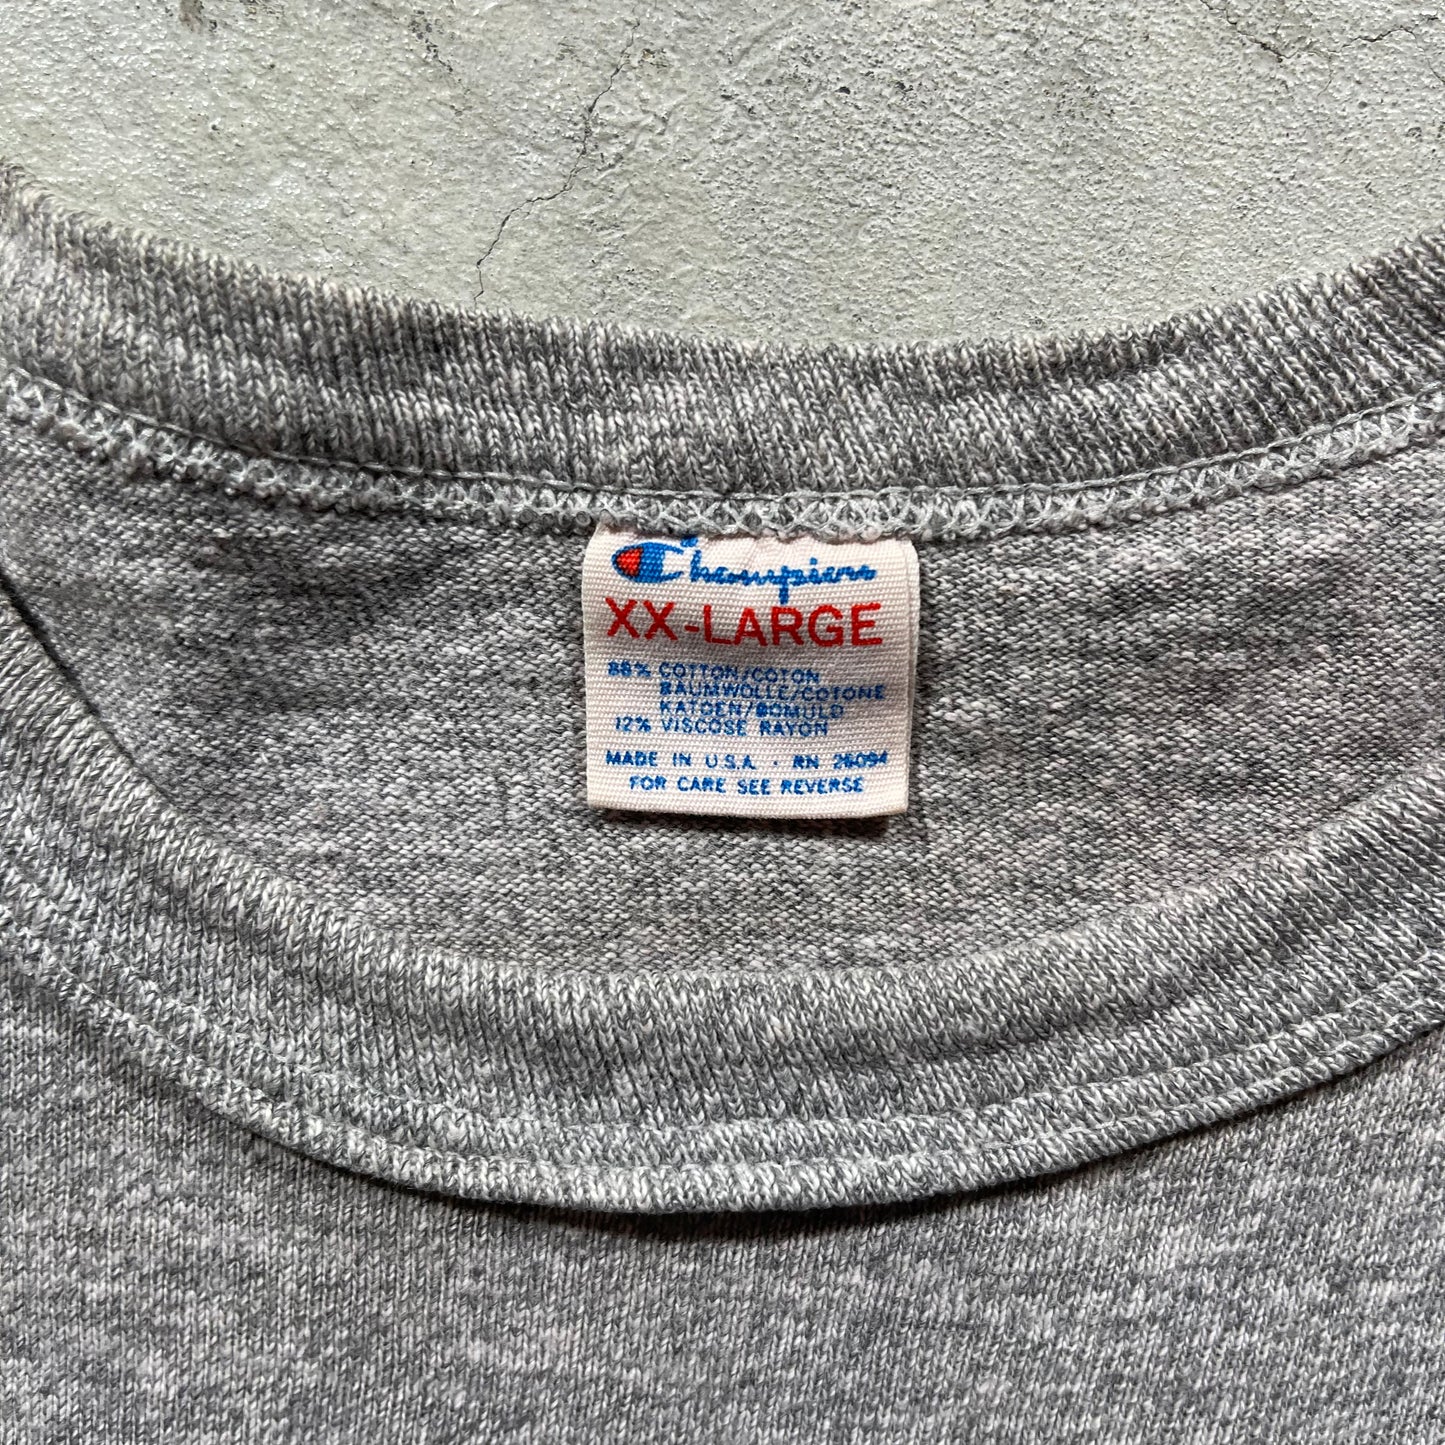 Champion
XX-LARGE
88% COTTON/COTON
BAUMWOLLE/COTONE
KATOEN/BOMULD
12% VISCOSE RAYON
MADE IN U.S.A. · RN 26094
FOR CARE SEE REVERSE